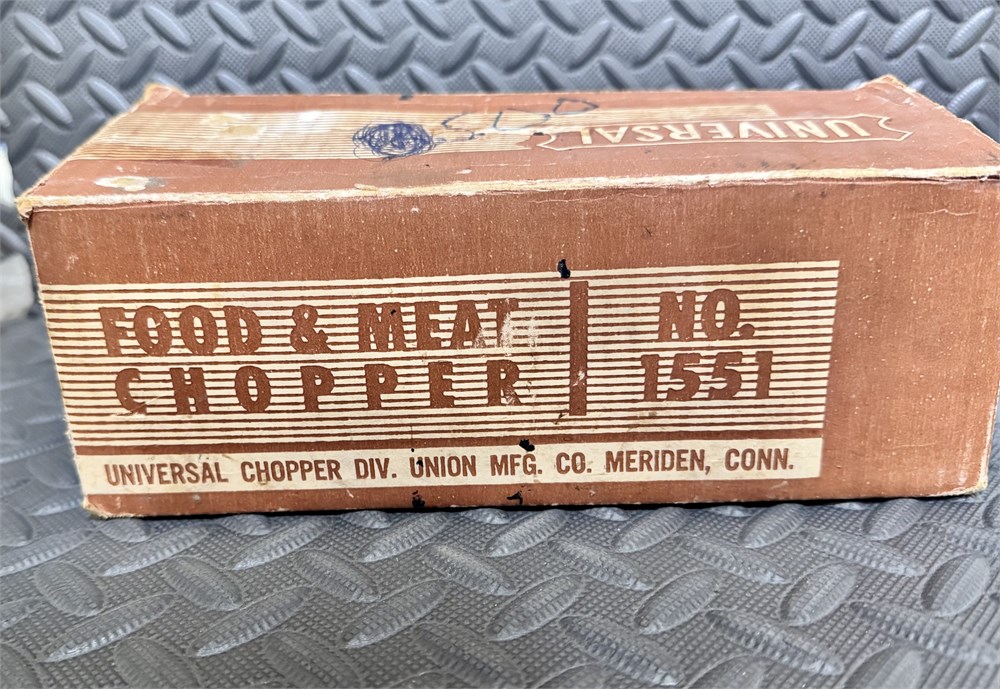 UNIVERSAL
FOOD & MEAT
CHOPPER
NO.
1551
UNIVERSAL CHOPPER DIV. UNION MFG. CO. MERIDEN, CONN.